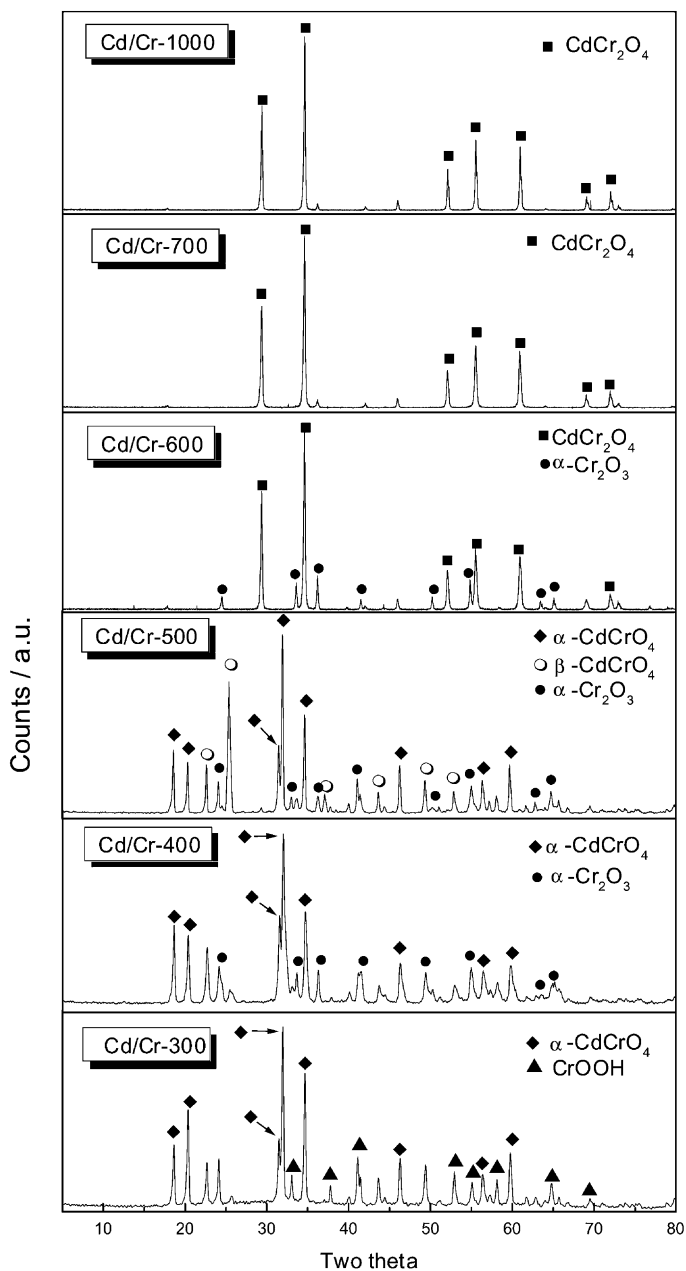 Cd/Cr-1000
■ CdCr₂O₄
Cd/Cr-700
■ CdCr₂O₄
Cd/Cr-600
■ CdCr₂O₄
● α-Cr₂O₃
Cd/Cr-500
◆ α -CdCrO₄
○ β -CdCrO₄
● α -Cr₂O₃
Cd/Cr-400
◆ α -CdCrO₄
● α -Cr₂O₃
Cd/Cr-300
◆ α -CdCrO₄
▲ CrOOH
Counts / a.u.
10 20 30 40 50 60 70 80
Two theta